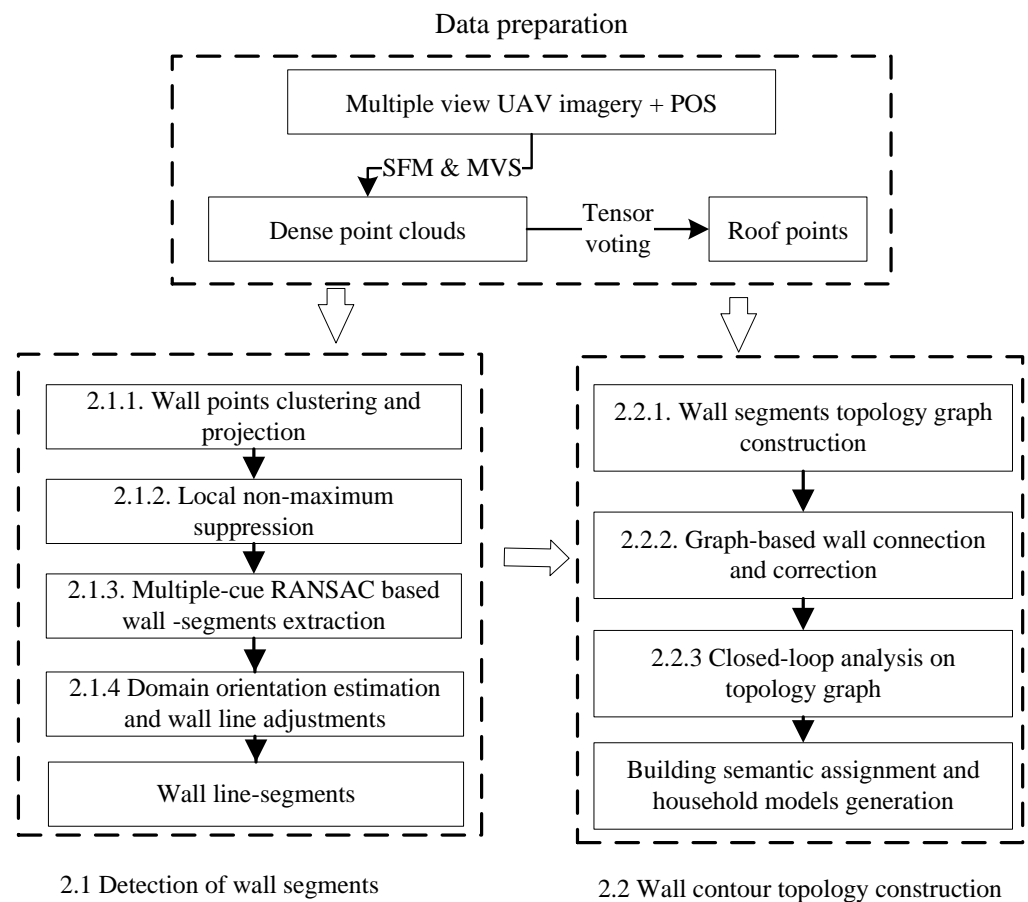 Data preparation
Multiple view UAV imagery + POS
SFM & MVS
Dense point clouds
Tensor
voting
Roof points
2.1.1. Wall points clustering and
projection
2.1.2. Local non-maximum
suppression
2.1.3. Multiple-cue RANSAC based
wall -segments extraction
2.1.4 Domain orientation estimation
and wall line adjustments
Wall line-segments
2.1 Detection of wall segments
2.2.1. Wall segments topology graph
construction
2.2.2. Graph-based wall connection
and correction
2.2.3 Closed-loop analysis on
topology graph
Building semantic assignment and
household models generation
2.2 Wall contour topology construction